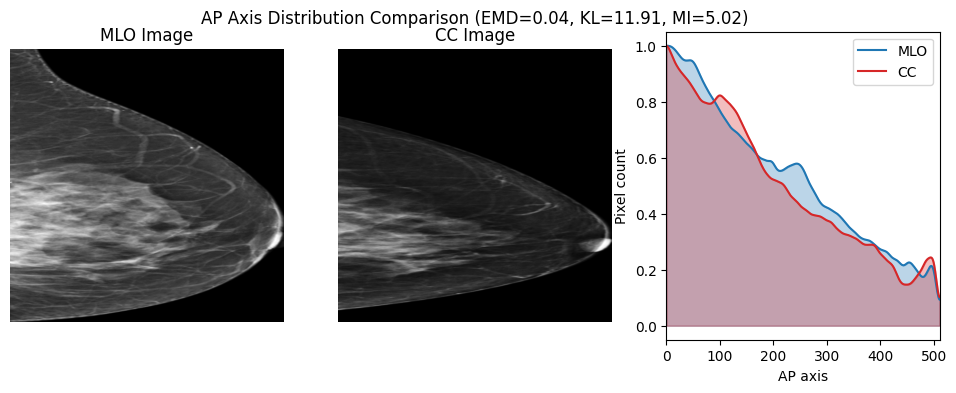 AP Axis Distribution Comparison (EMD=0.04, KL=11.91, MI=5.02)
MLO Image
CC Image
MLO
CC
Pixel count
1.0
0.8
0.6
0.4
0.2
0.0
0 100 200 300 400 500
AP axis